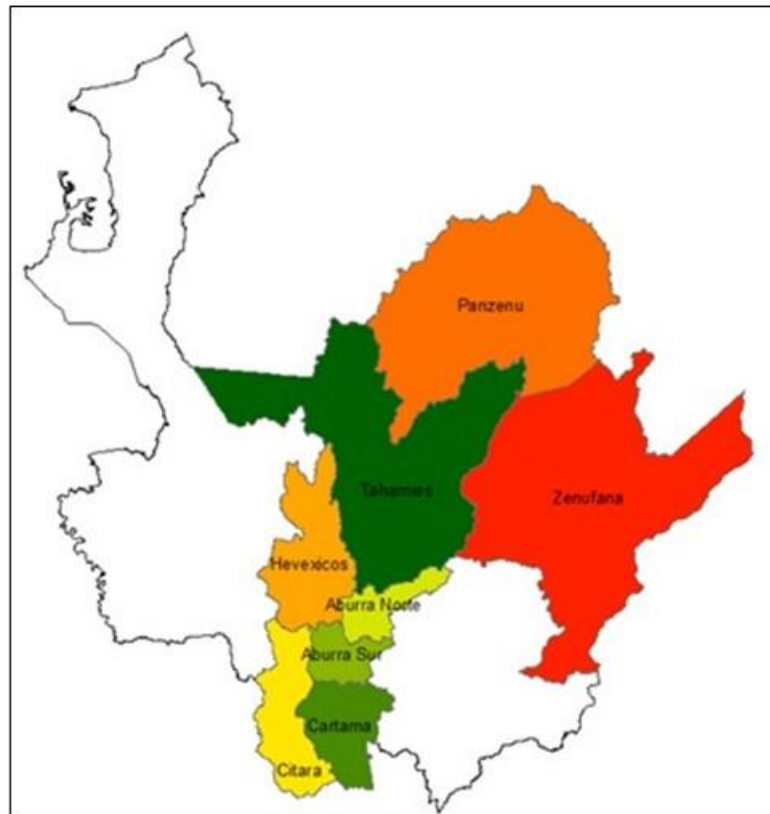 Panzenu
Tahamies
Zenufana
Hevexicos
Aburra Norte
Aburra Sur
Cartama
Citara